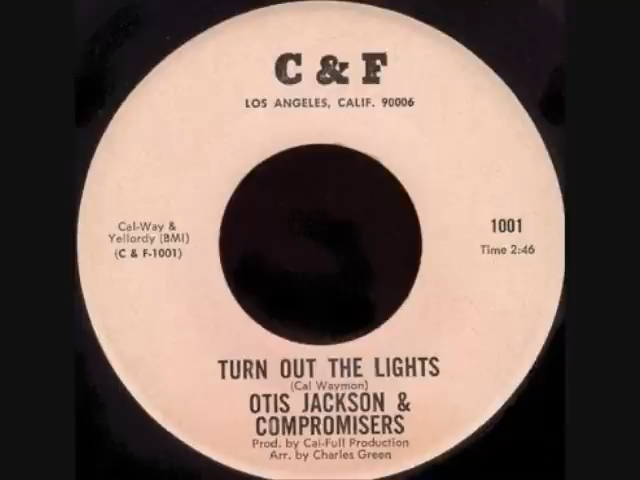 C & F
LOS ANGELES, CALIF. 90006
Cal-Way &
Yellordy (BMI)
(C & F-1001)
1001
Time 2:46
TURN OUT THE LIGHTS
(Cal Waymon)
OTIS JACKSON &
COMPROMISERS
Prod. by Cal-Full Production
Arr. by Charles Green